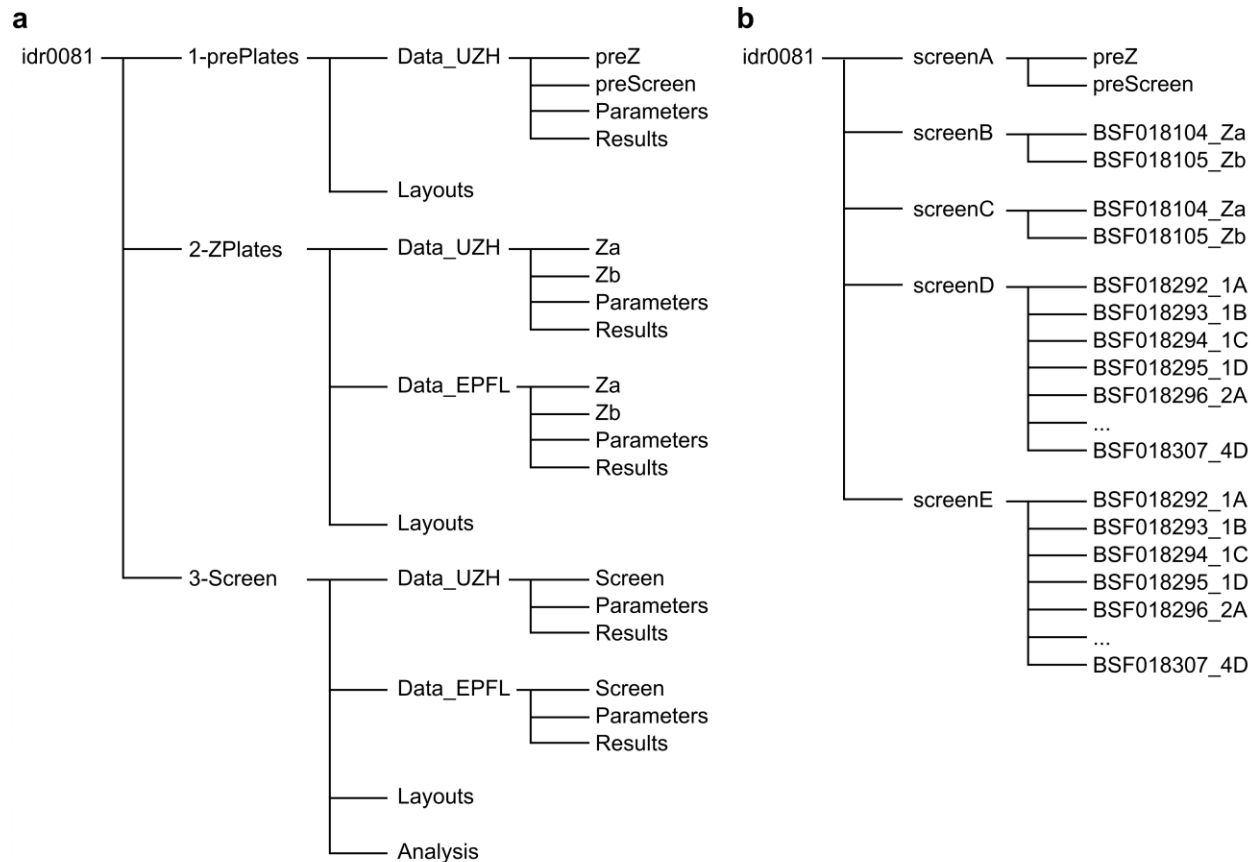 a
idr0081
1-prePlates
Data_UZH
preZ
preScreen
Parameters
Results
Layouts
2-ZPlates
Data_UZH
Za
Zb
Parameters
Results
Data_EPFL
Za
Zb
Parameters
Results
Layouts
3-Screen
Data_UZH
Screen
Parameters
Results
Data_EPFL
Screen
Parameters
Results
Layouts
Analysis
b
idr0081
screenA
preZ
preScreen
screenB
BSF018104_Za
BSF018105_Zb
screenC
BSF018104_Za
BSF018105_Zb
screenD
BSF018292_1A
BSF018293_1B
BSF018294_1C
BSF018295_1D
BSF018296_2A
...
BSF018307_4D
screenE
BSF018292_1A
BSF018293_1B
BSF018294_1C
BSF018295_1D
BSF018296_2A
...
BSF018307_4D